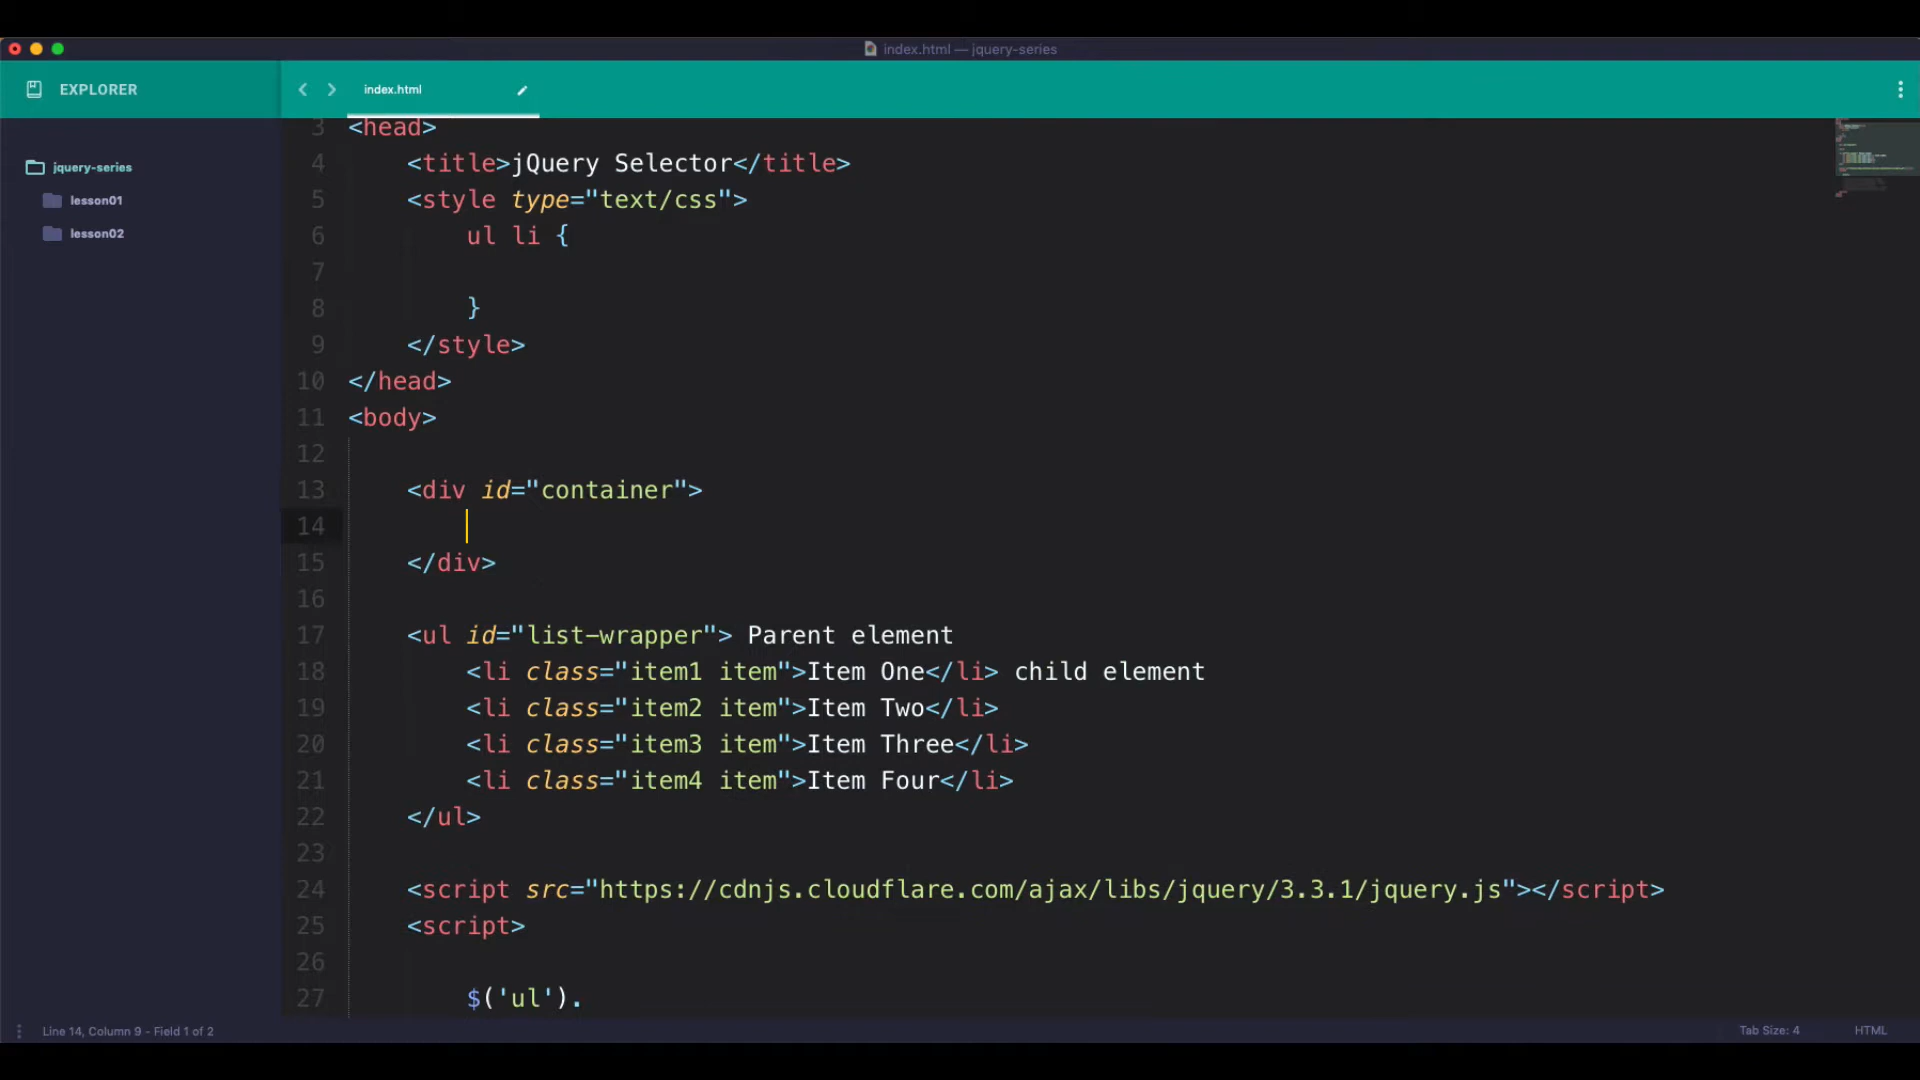 index.html — jquery-series
EXPLORER
index.html
jquery-series
lesson01
lesson02
3 <head>
4 <title>jQuery Selector</title>
5 <style type="text/css">
6 ul li {
7
8 }
9 </style>
10 </head>
11 <body>
12
13 <div id="container">
14
15 </div>
16
17 <ul id="list-wrapper"> Parent element
18 <li class="item1 item">Item One</li> child element
19 <li class="item2 item">Item Two</li>
20 <li class="item3 item">Item Three</li>
21 <li class="item4 item">Item Four</li>
22 </ul>
23
24 <script src="https://cdnjs.cloudflare.com/ajax/libs/jquery/3.3.1/jquery.js"></script>
25 <script>
26
27 $('ul').
Line 14, Column 9 - Field 1 of 2
Tab Size: 4
HTML